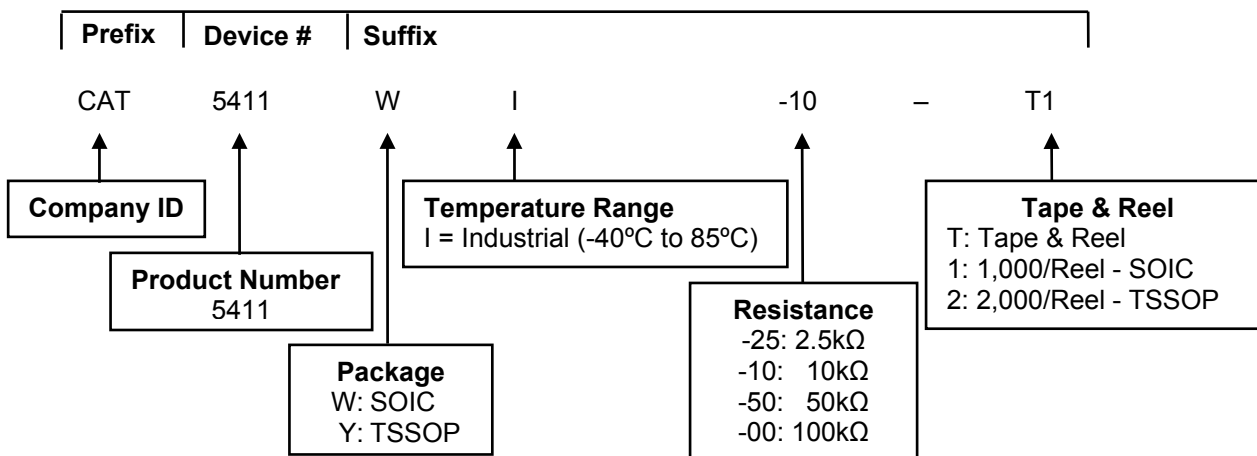 Prefix Device # Suffix
CAT 5411 W I -10 – T1
Company ID
Product Number
5411
Package
W: SOIC
Y: TSSOP
Temperature Range
I = Industrial (-40ºC to 85ºC)
Resistance
-25: 2.5kΩ
-10: 10kΩ
-50: 50kΩ
-00: 100kΩ
Tape & Reel
T: Tape & Reel
1: 1,000/Reel - SOIC
2: 2,000/Reel - TSSOP